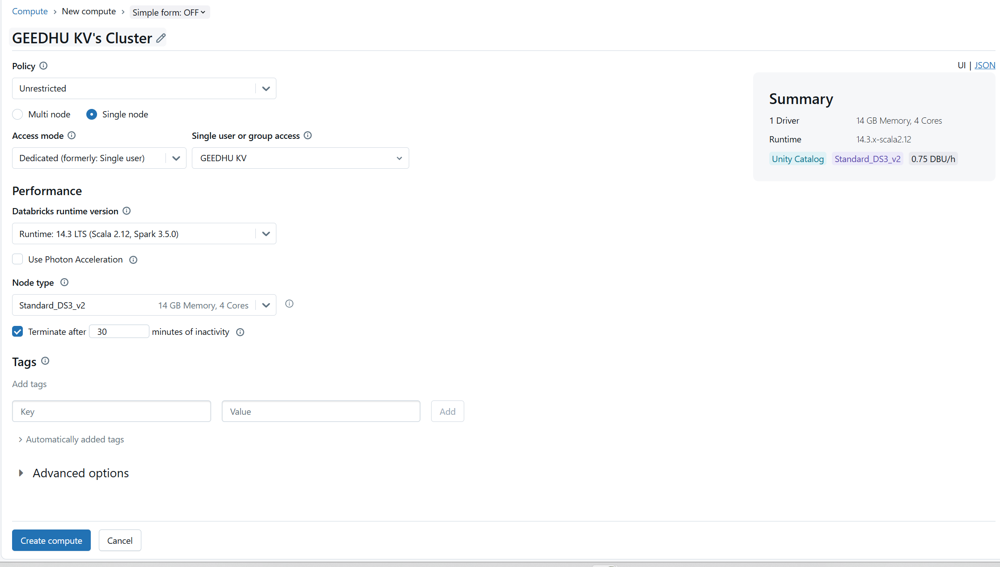 Compute > New compute > Simple form: OFF
GEEDHU KV's Cluster
UI | JSON
Policy
Unrestricted
Multi node Single node
Access mode Single user or group access
Dedicated (formerly: Single user) GEEDHU KV
Performance
Databricks runtime version
Runtime: 14.3 LTS (Scala 2.12, Spark 3.5.0)
Use Photon Acceleration
Node type
Standard_DS3_v2 14 GB Memory, 4 Cores
Terminate after 30 minutes of inactivity
Tags
Add tags
Key Value Add
> Automatically added tags
Advanced options
Create compute Cancel
Summary
1 Driver 14 GB Memory, 4 Cores
Runtime 14.3.x-scala2.12
Unity Catalog Standard_DS3_v2 0.75 DBU/h